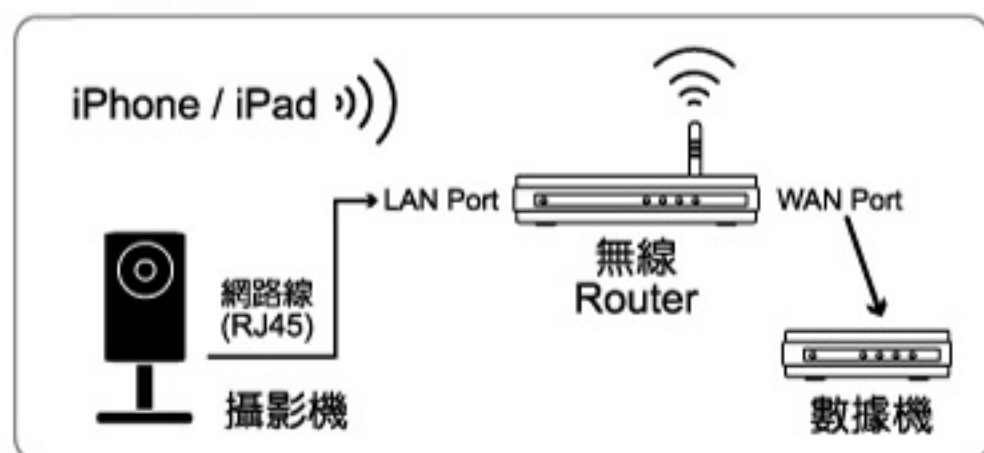 iPhone / iPad
LAN Port
WAN Port
無線
Router
網路線
(RJ45)
攝影機
數據機